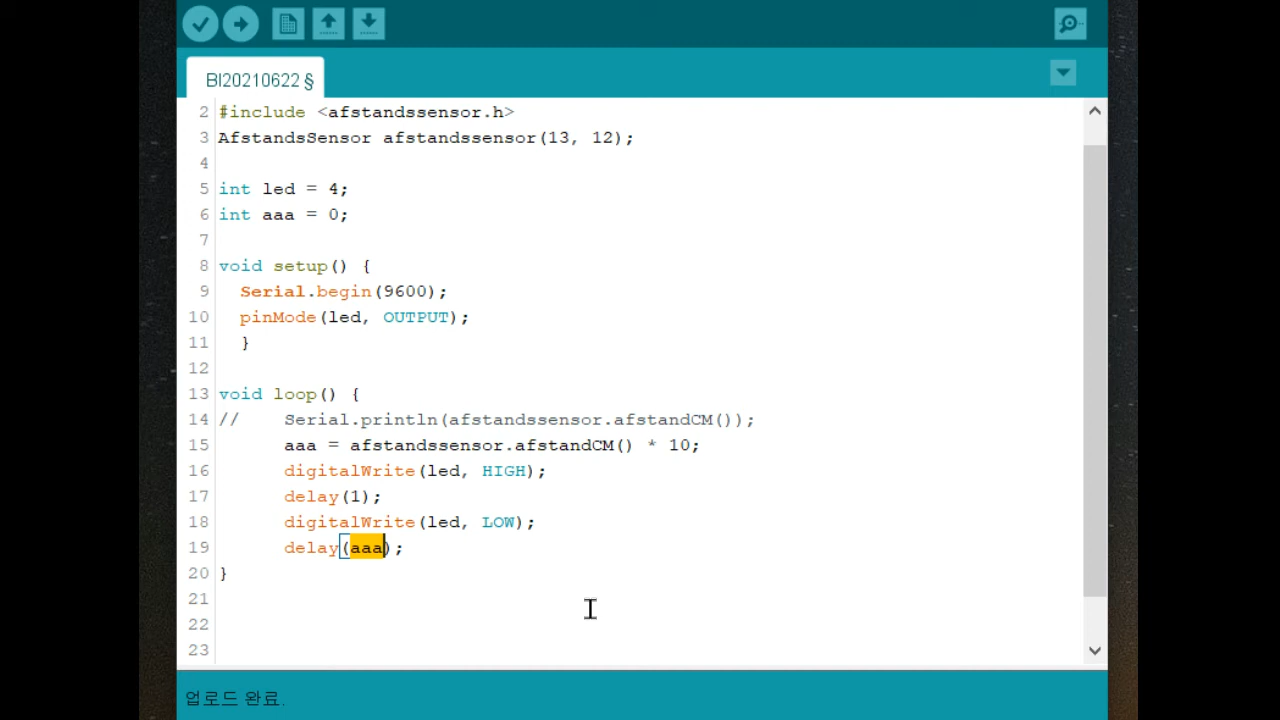 BI20210622 §
2 #include <afstandssensor.h>
3 AfstandsSensor afstandssensor(13, 12);
4
5 int led = 4;
6 int aaa = 0;
7
8 void setup() {
9   Serial.begin(9600);
10   pinMode(led, OUTPUT);
11   }
12
13 void loop() {
14 //    Serial.println(afstandssensor.afstandCM());
15       aaa = afstandssensor.afstandCM() * 10;
16       digitalWrite(led, HIGH);
17       delay(1);
18       digitalWrite(led, LOW);
19       delay(aaa);
20 }
21
22
23
업로드 완료.